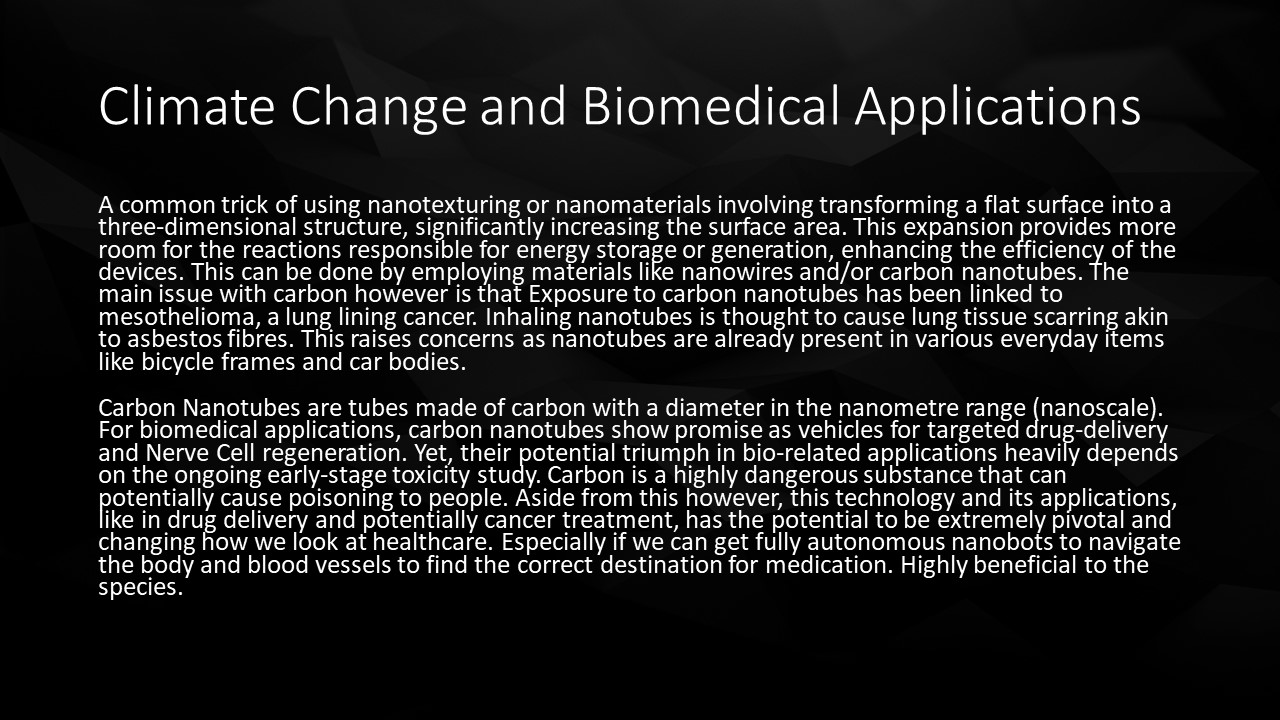 Climate Change and Biomedical Applications
A common trick of using nanotexturing or nanomaterials involving transforming a flat surface into a
three-dimensional structure, significantly increasing the surface area. This expansion provides more
room for the reactions responsible for energy storage or generation, enhancing the efficiency of the
devices. This can be done by employing materials like nanowires and/or carbon nanotubes. The
main issue with carbon however is that Exposure to carbon nanotubes has been linked to
mesothelioma, a lung lining cancer. Inhaling nanotubes is thought to cause lung tissue scarring akin
to asbestos fibres. This raises concerns as nanotubes are already present in various everyday items
like bicycle frames and car bodies.
Carbon Nanotubes are tubes made of carbon with a diameter in the nanometre range (nanoscale).
For biomedical applications, carbon nanotubes show promise as vehicles for targeted drug-delivery
and Nerve Cell regeneration. Yet, their potential triumph in bio-related applications heavily depends
on the ongoing early-stage toxicity study. Carbon is a highly dangerous substance that can
potentially cause poisoning to people. Aside from this however, this technology and its applications,
like in drug delivery and potentially cancer treatment, has the potential to be extremely pivotal and
changing how we look at healthcare. Especially if we can get fully autonomous nanobots to navigate
the body and blood vessels to find the correct destination for medication. Highly beneficial to the
species.